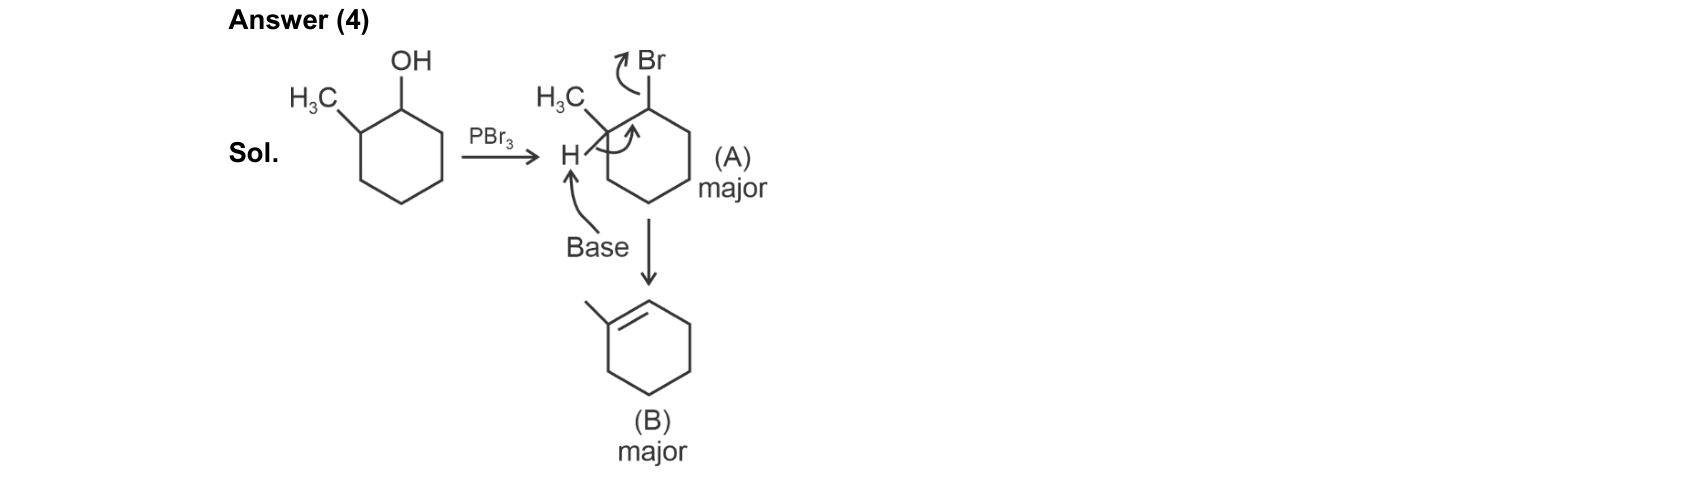 Answer (4)
OH
H₃C
Sol.
PBr₃
Br
H₃C
H
(A)
major
Base
(B)
major